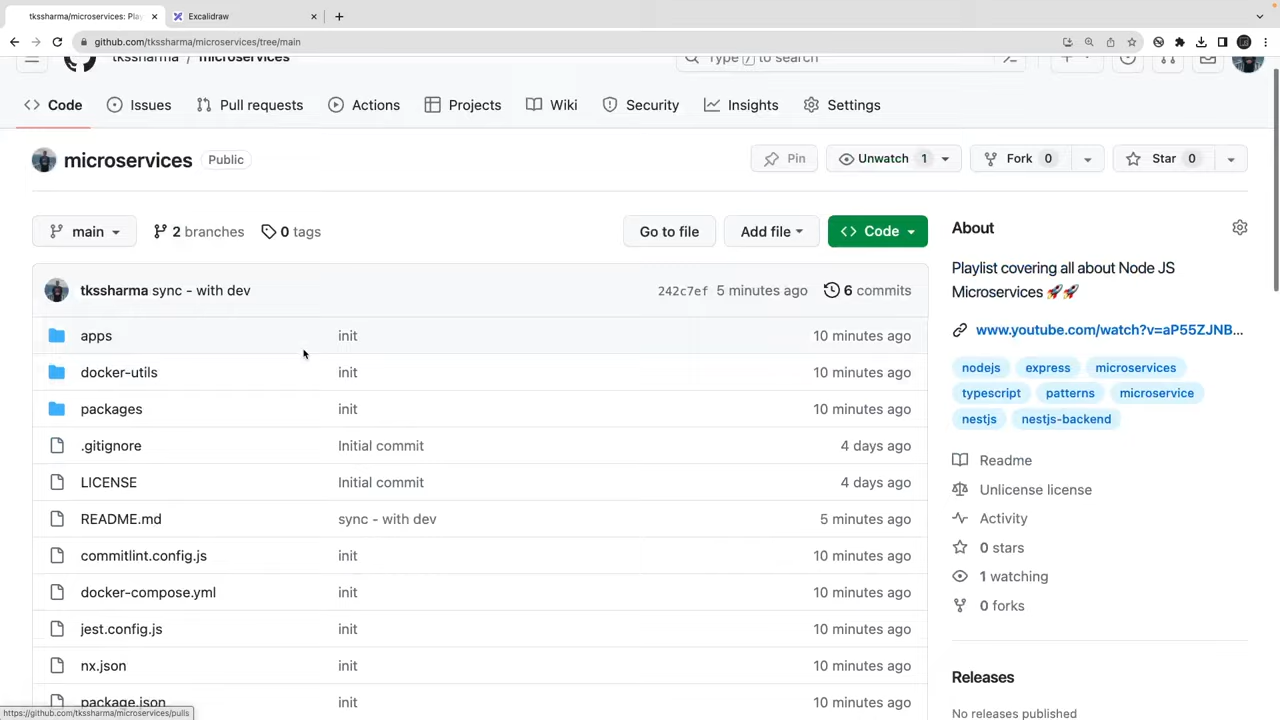 tkssharma/microservices: Pla
Excalidraw
github.com/tkssharma/microservices/tree/main
tkssharma / microservices
Type / to search
Code
Issues
Pull requests
Actions
Projects
Wiki
Security
Insights
Settings
microservices
Public
Pin
Unwatch 1
Fork 0
Star 0
main
2 branches
0 tags
Go to file
Add file
Code
tkssharma sync - with dev
242c7ef 5 minutes ago
6 commits
apps init 10 minutes ago
docker-utils init 10 minutes ago
packages init 10 minutes ago
.gitignore Initial commit 4 days ago
LICENSE Initial commit 4 days ago
README.md sync - with dev 5 minutes ago
commitlint.config.js init 10 minutes ago
docker-compose.yml init 10 minutes ago
jest.config.js init 10 minutes ago
nx.json init 10 minutes ago
package.json init 10 minutes ago
About
Playlist covering all about Node JS
Microservices 🚀🚀
www.youtube.com/watch?v=aP55ZJNB...
nodejs express microservices
typescript patterns microservice
nestjs nestjs-backend
Readme
Unlicense license
Activity
0 stars
1 watching
0 forks
Releases
No releases published
https://github.com/tkssharma/microservices/pulls